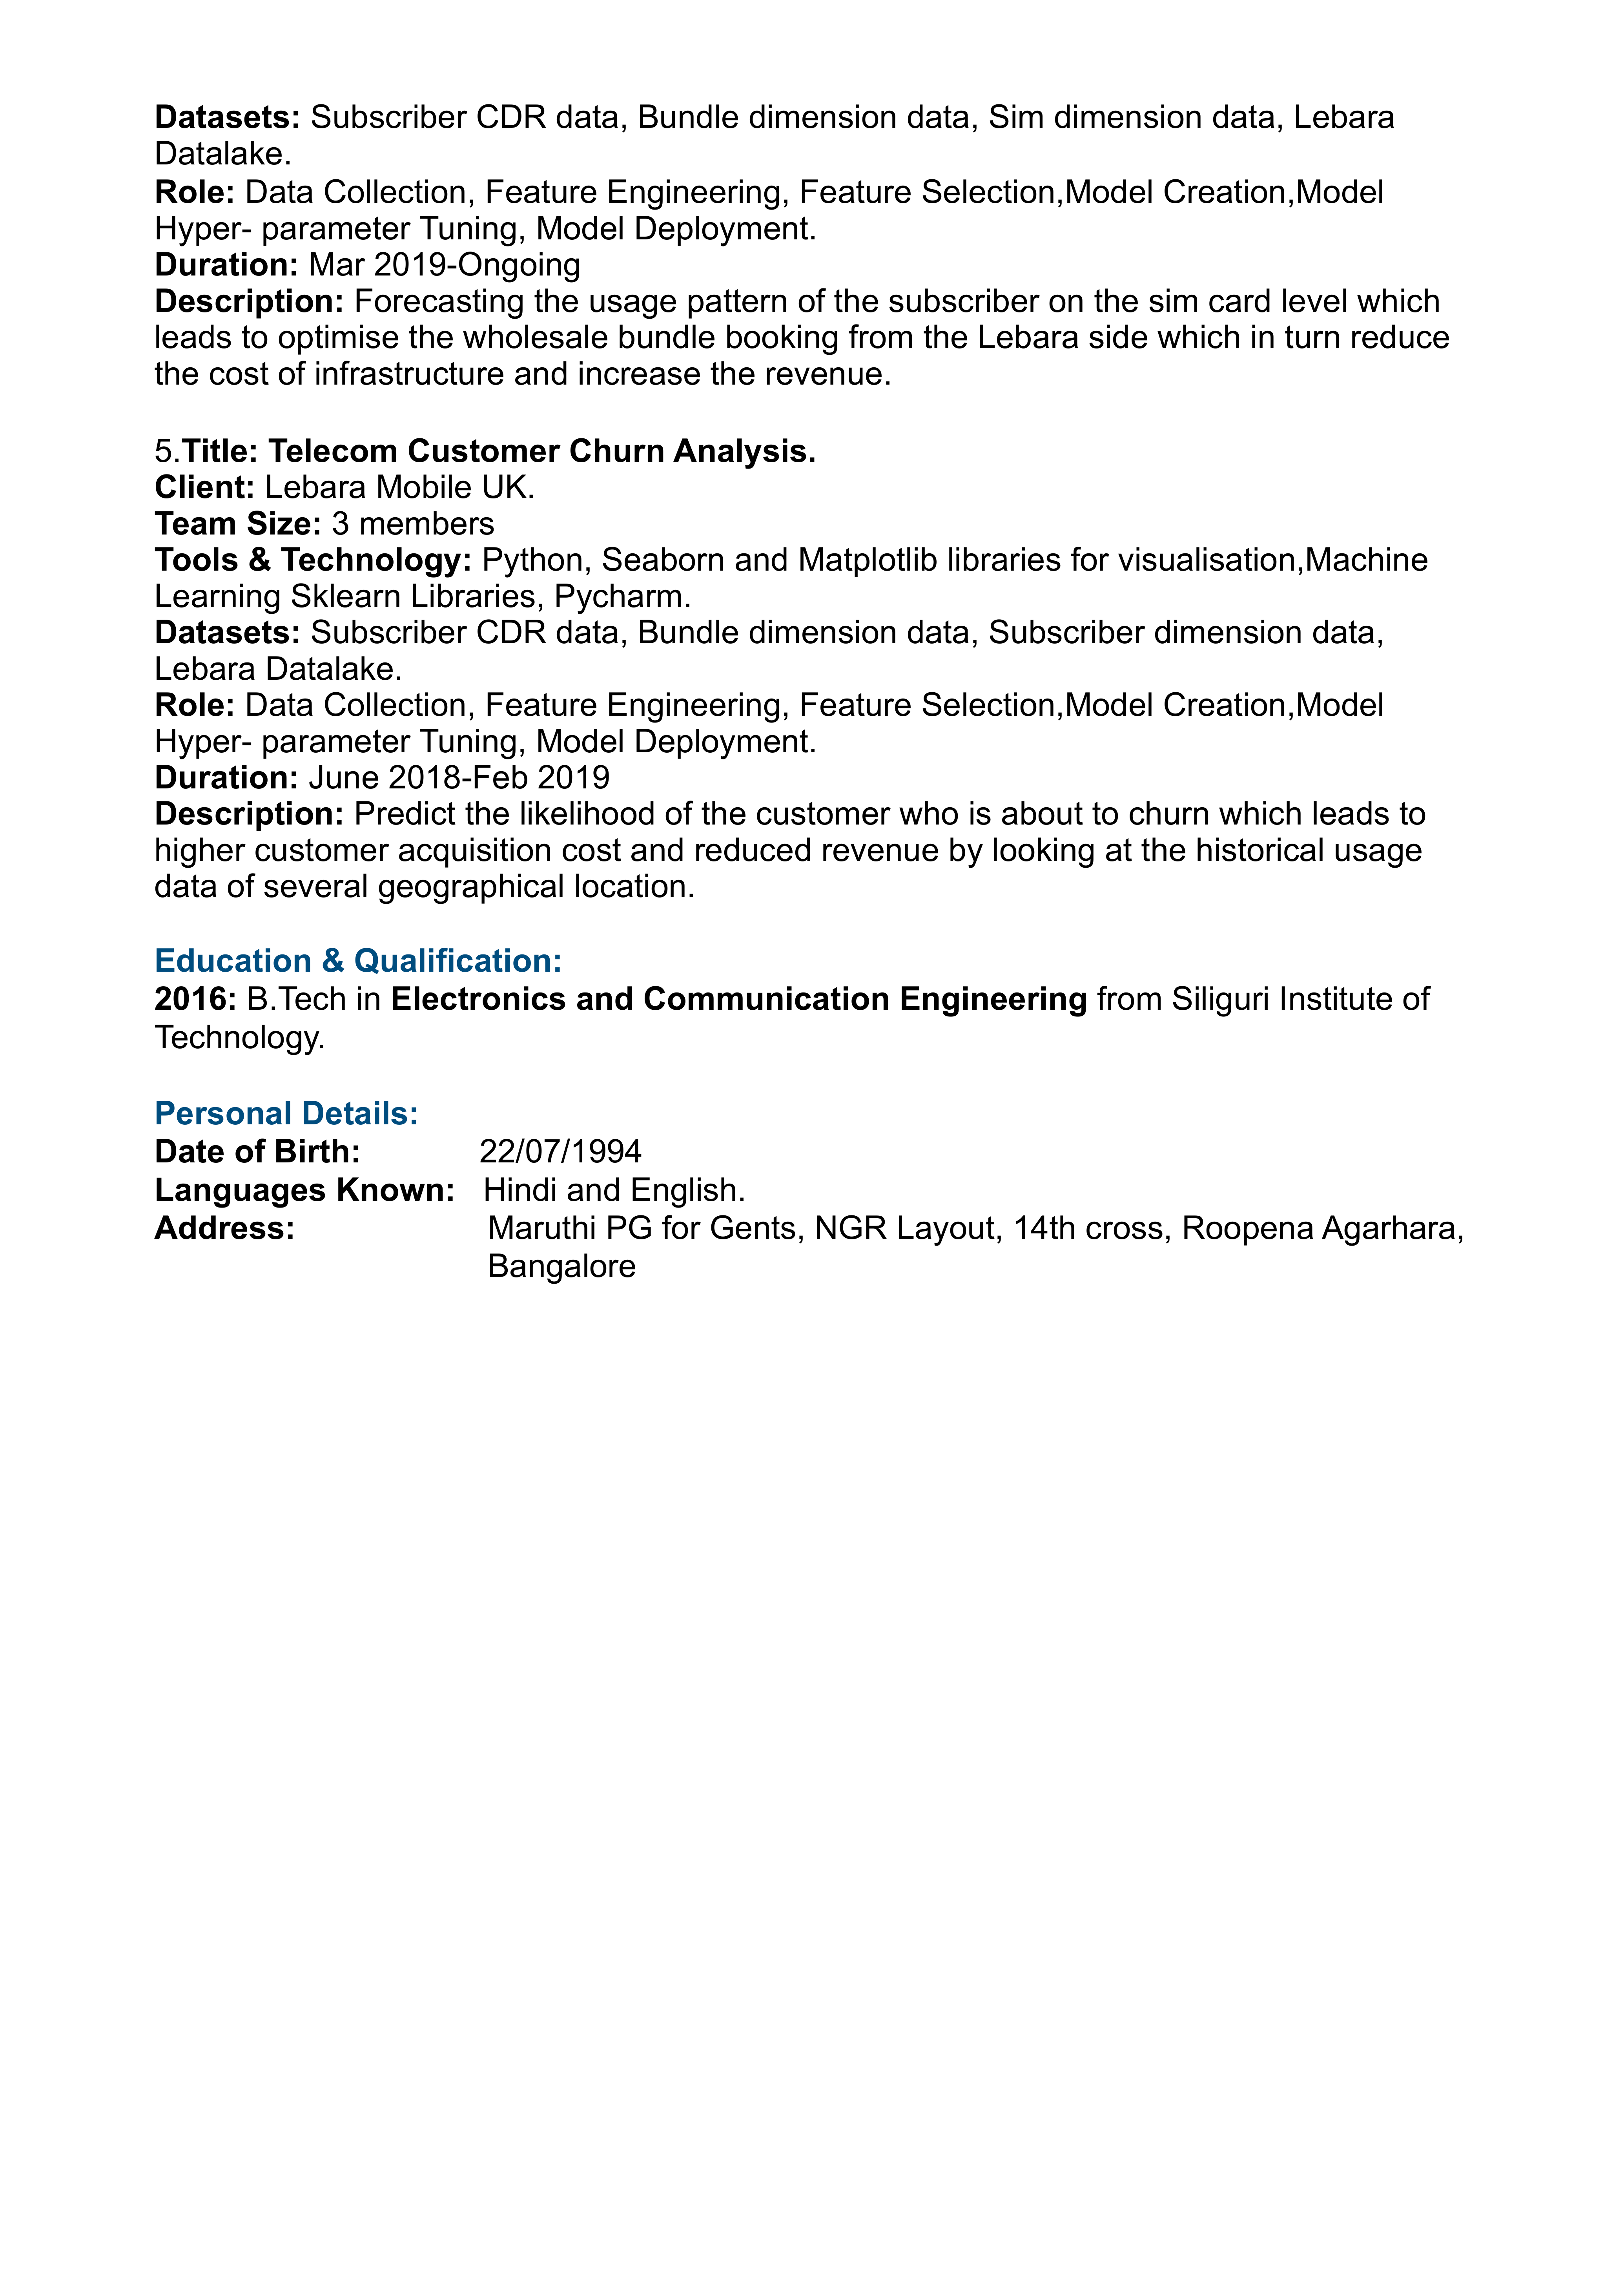 Datasets: Subscriber CDR data, Bundle dimension data, Sim dimension data, Lebara
Datalake.
Role: Data Collection, Feature Engineering, Feature Selection,Model Creation,Model
Hyper- parameter Tuning, Model Deployment.
Duration: Mar 2019-Ongoing
Description: Forecasting the usage pattern of the subscriber on the sim card level which
leads to optimise the wholesale bundle booking from the Lebara side which in turn reduce
the cost of infrastructure and increase the revenue.
5.Title: Telecom Customer Churn Analysis.
Client: Lebara Mobile UK.
Team Size: 3 members
Tools & Technology: Python, Seaborn and Matplotlib libraries for visualisation,Machine
Learning Sklearn Libraries, Pycharm.
Datasets: Subscriber CDR data, Bundle dimension data, Subscriber dimension data,
Lebara Datalake.
Role: Data Collection, Feature Engineering, Feature Selection,Model Creation,Model
Hyper- parameter Tuning, Model Deployment.
Duration: June 2018-Feb 2019
Description: Predict the likelihood of the customer who is about to churn which leads to
higher customer acquisition cost and reduced revenue by looking at the historical usage
data of several geographical location.
Education & Qualification:
2016: B.Tech in Electronics and Communication Engineering from Siliguri Institute of
Technology.
Personal Details:
Date of Birth: 22/07/1994
Languages Known: Hindi and English.
Address: Maruthi PG for Gents, NGR Layout, 14th cross, Roopena Agarhara,
Bangalore